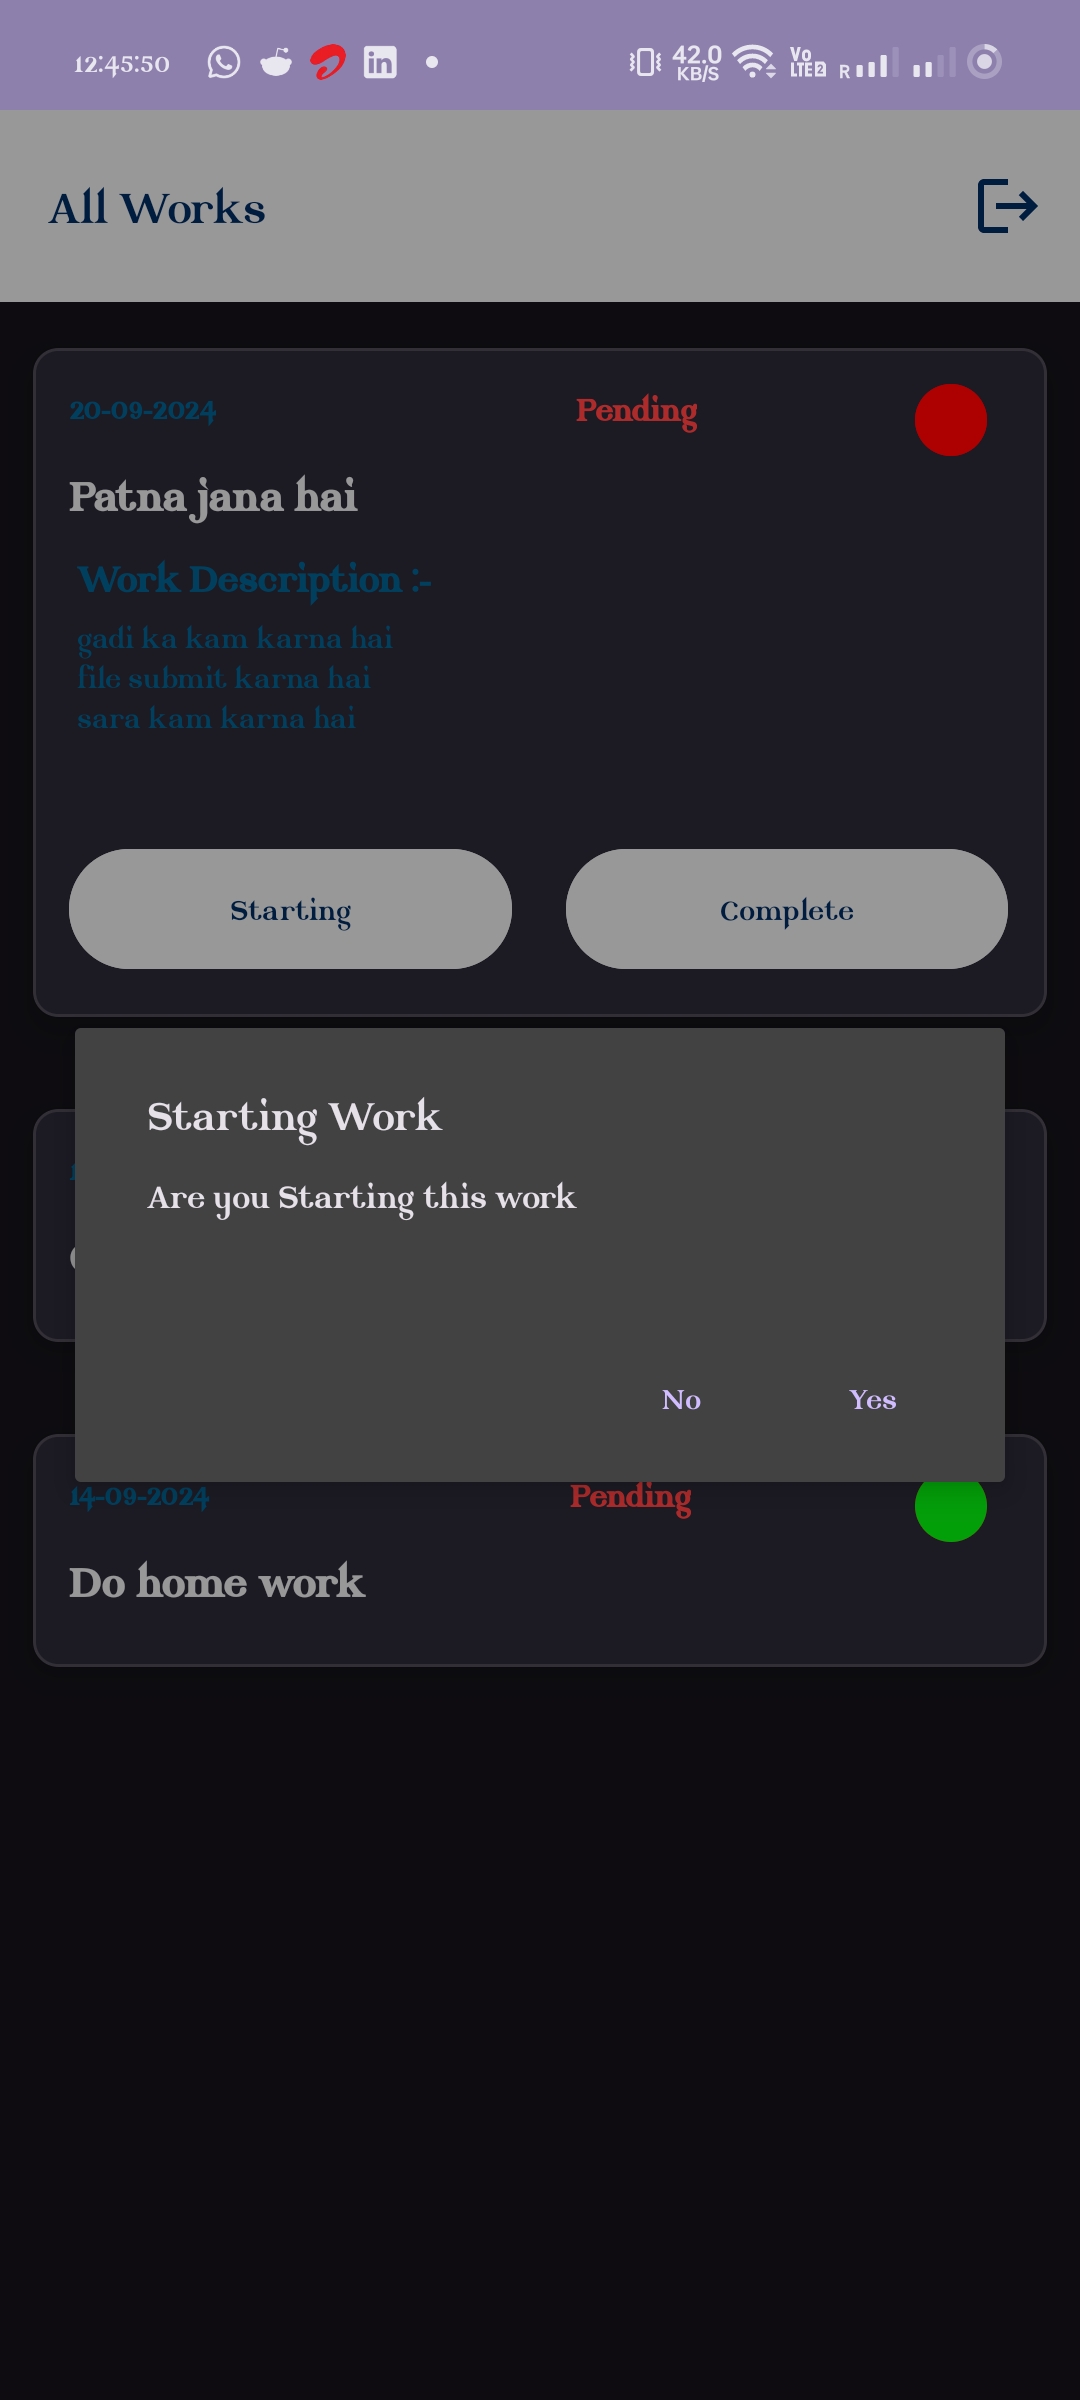 12:45:50
42.0 KB/S
Vo LTE 2
R
All Works
20-09-2024 Pending
Patna jana hai
Work Description :-
gadi ka kam karna hai
file submit karna hai
sara kam karna hai
Starting Complete
Starting Work
Are you Starting this work
No Yes
14-09-2024 Pending
Do home work